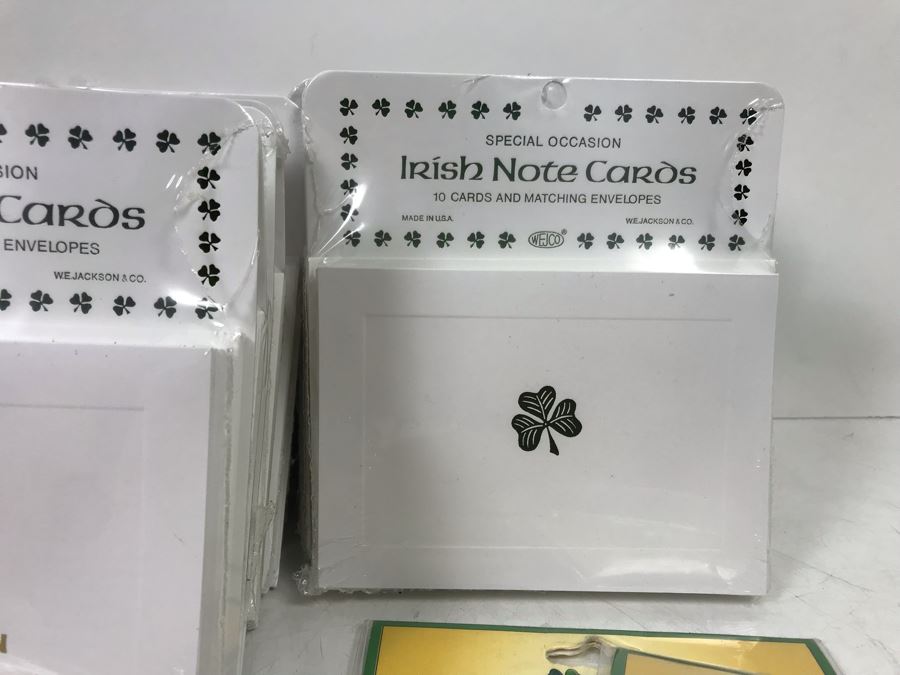 SION
Cards
ENVELOPES
W.E. JACKSON & CO.
SPECIAL OCCASION
Irish Note Cards
10 CARDS AND MATCHING ENVELOPES
MADE IN U.S.A. W.E. JACKSON & CO.
WEJCO®